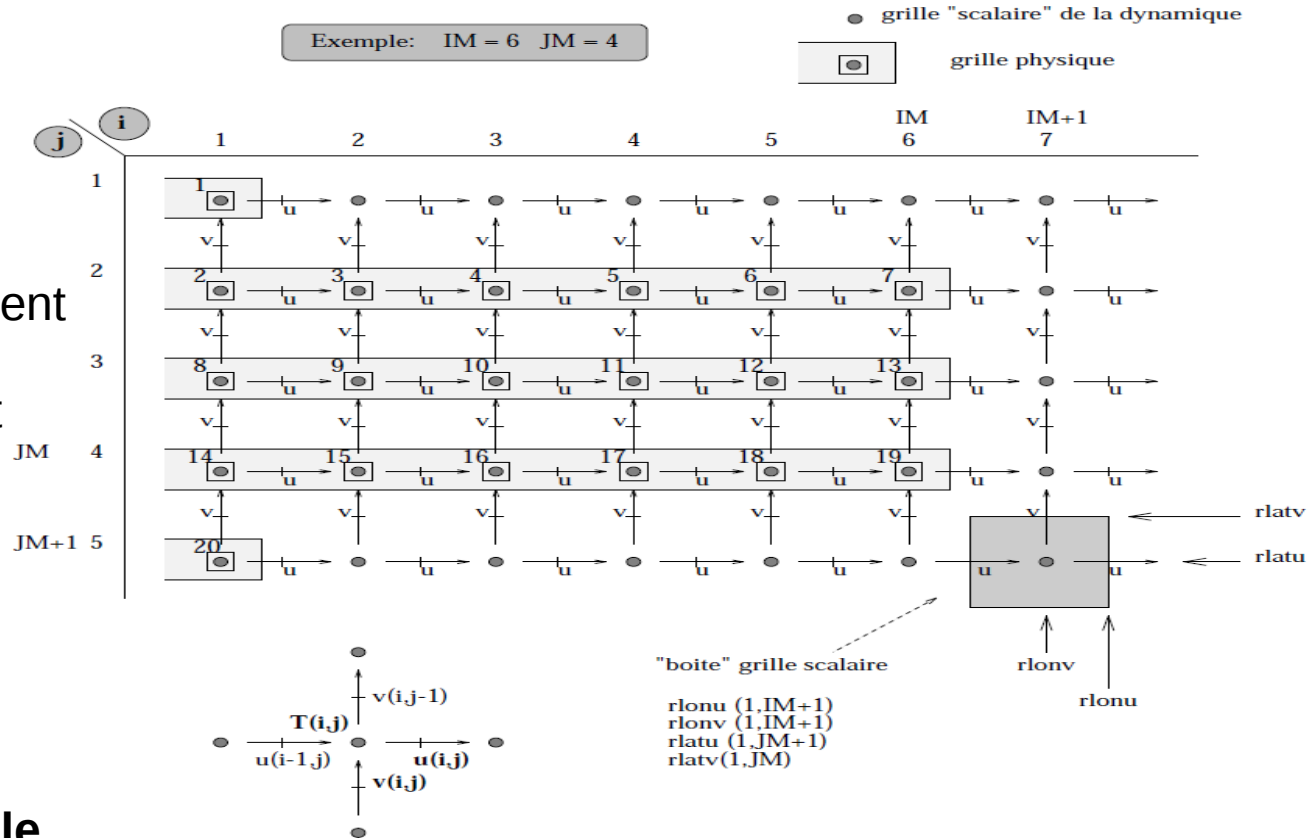 grille "scalaire" de la dynamique
Exemple: IM = 6 JM = 4
grille physique
IM IM+1
j i 1 2 3 4 5 6 7
1
1
u u u u u u u
v v v v v v v
2
2 3 4 5 6 7
u u u u u u u
ent
v v v v v v v
3
8 9 10 11 12 13
u u u u u u u
t
v v v v v v v
JM 4
14 15 16 17 18 19
u u u u u u u
v v v v v v v
rlatv
JM+1 5
20
u u u u u u u
rlatu
"boite" grille scalaire
rlonv
rlonu
v(i,j-1)
T(i,j)
u(i-1,j) u(i,j)
v(i,j)
rlonu (1,IM+1)
rlonv (1,IM+1)
rlatu (1,JM+1)
rlatv(1,JM)
le